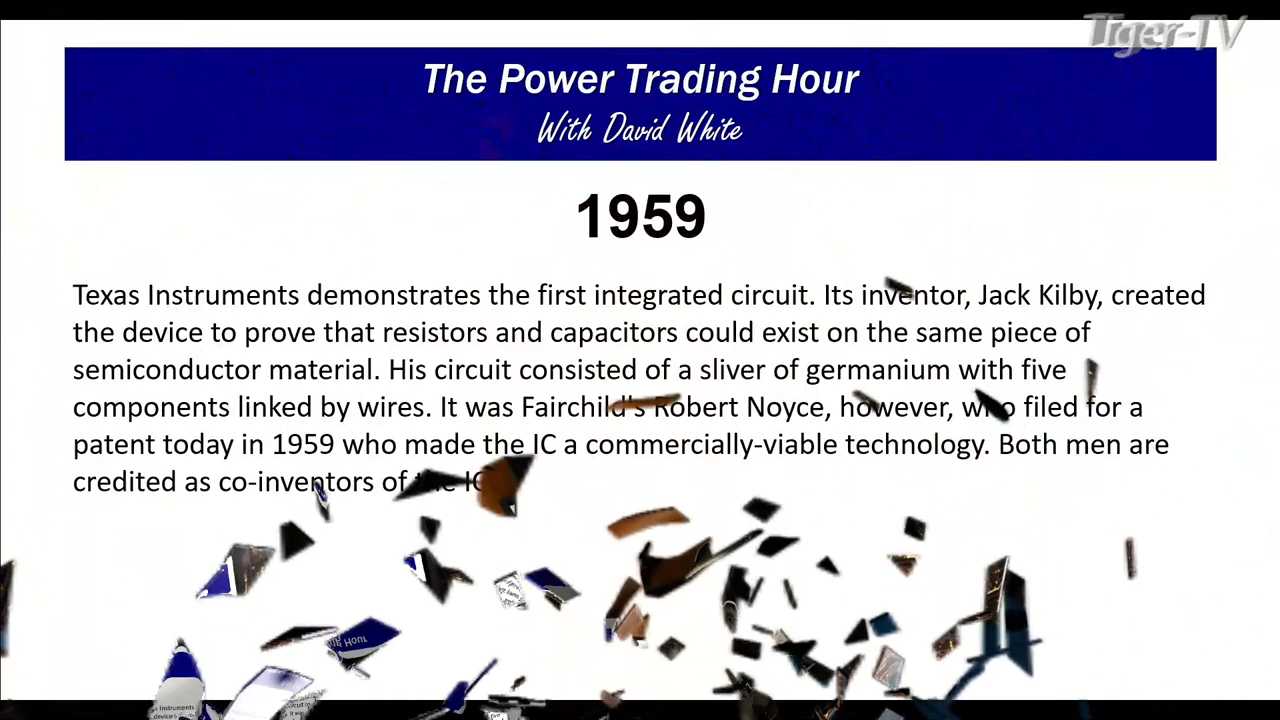 Tiger-TV
The Power Trading Hour
With David White
1959
Texas Instruments demonstrates the first integrated circuit. Its inventor, Jack Kilby, created
the device to prove that resistors and capacitors could exist on the same piece of
semiconductor material. His circuit consisted of a sliver of germanium with five
components linked by wires. It was Fairchild's Robert Noyce, however, who filed for a
patent today in 1959 who made the IC a commercially-viable technology. Both men are
credited as co-inventors of the IC